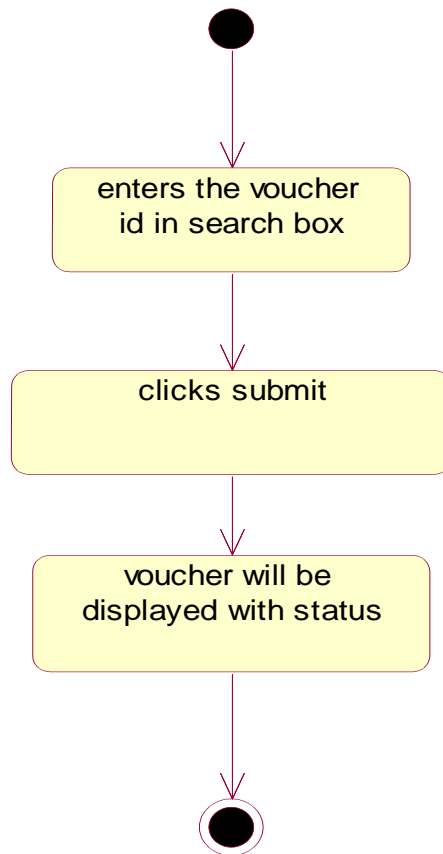 enters the voucher
id in search box
clicks submit
voucher will be
displayed with status